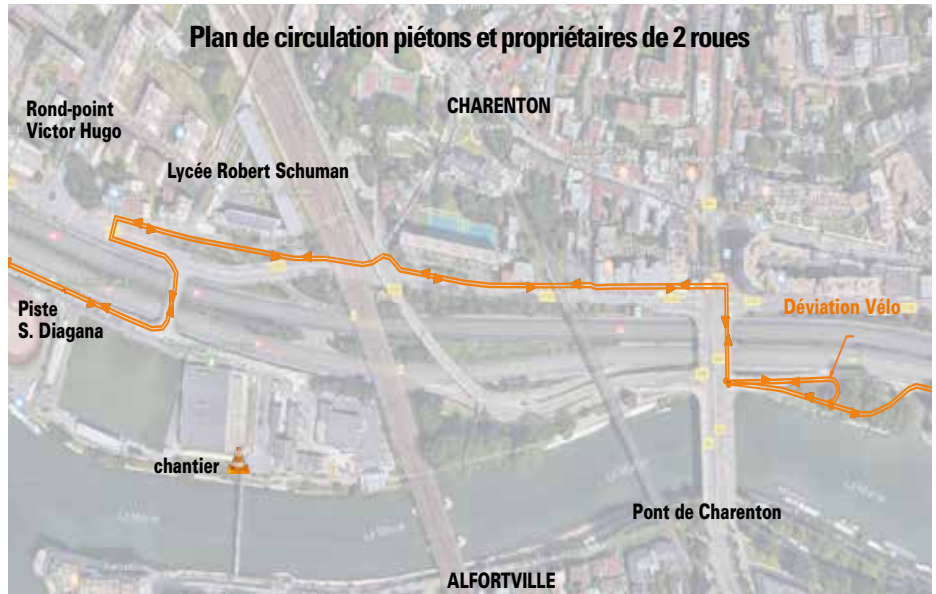 Plan de circulation piétons et propriétaires de 2 roues
Rond-point
Victor Hugo
CHARENTON
Lycée Robert Schuman
Piste
S. Diagana
Déviation Vélo
chantier
Pont de Charenton
ALFORTVILLE